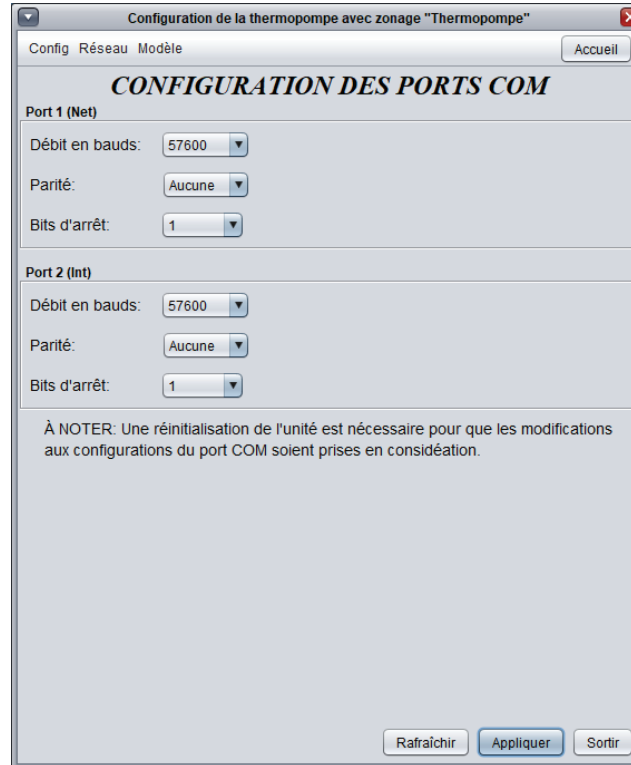 Configuration de la thermopompe avec zonage "Thermopompe"
Config Réseau Modèle Accueil
CONFIGURATION DES PORTS COM
Port 1 (Net)
Débit en bauds: 57600
Parité: Aucune
Bits d'arrêt: 1
Port 2 (Int)
Débit en bauds: 57600
Parité: Aucune
Bits d'arrêt: 1
À NOTER: Une réinitialisation de l'unité est nécessaire pour que les modifications
aux configurations du port COM soient prises en considéation.
Rafraîchir Appliquer Sortir